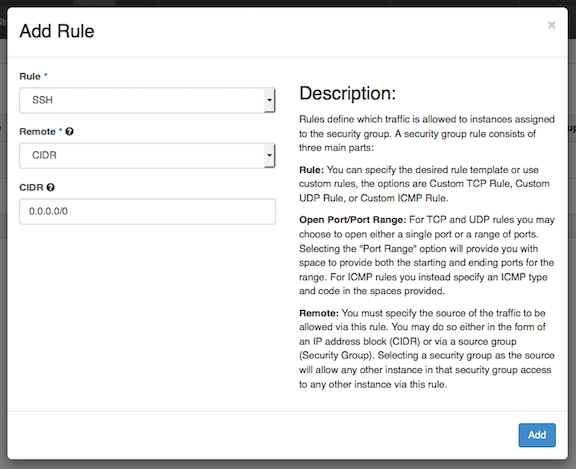 Add Rule
×
Rule *
SSH
Remote *
CIDR
CIDR
0.0.0.0/0
Description:
Rules define which traffic is allowed to instances assigned
to the security group. A security group rule consists of
three main parts:
Rule: You can specify the desired rule template or use
custom rules, the options are Custom TCP Rule, Custom
UDP Rule, or Custom ICMP Rule.
Open Port/Port Range: For TCP and UDP rules you may
choose to open either a single port or a range of ports.
Selecting the "Port Range" option will provide you with
space to provide both the starting and ending ports for the
range. For ICMP rules you instead specify an ICMP type
and code in the spaces provided.
Remote: You must specify the source of the traffic to be
allowed via this rule. You may do so either in the form of
an IP address block (CIDR) or via a source group
(Security Group). Selecting a security group as the source
will allow any other instance in that security group access
to any other instance via this rule.
Add